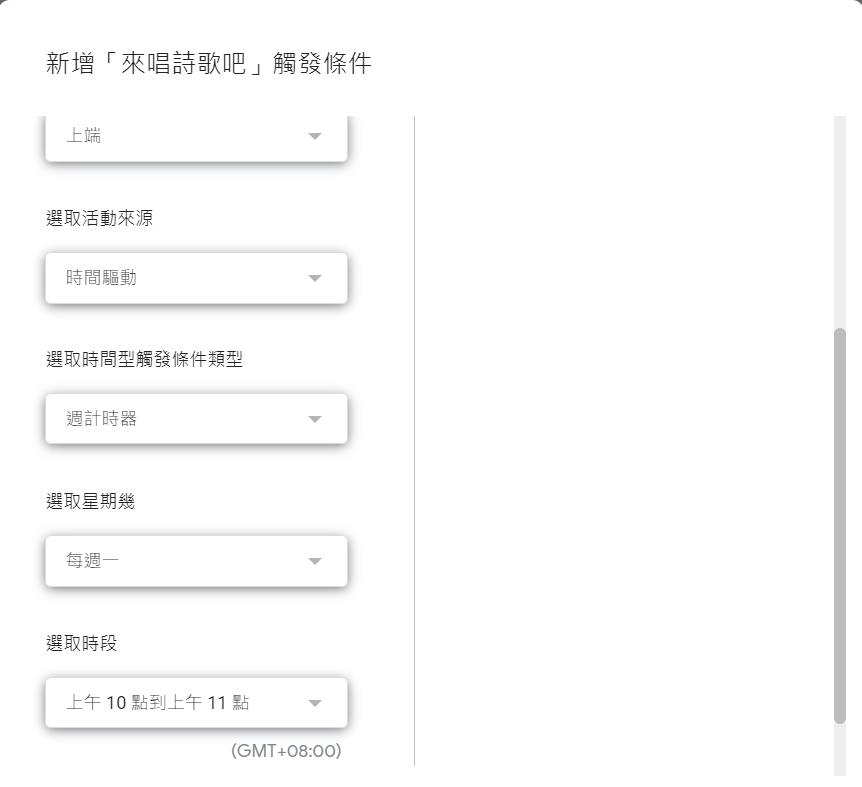 新增「來唱詩歌吧」觸發條件
上端
選取活動來源
時間驅動
選取時間型觸發條件類型
週計時器
選取星期幾
每週一
選取時段
上午 10 點到上午 11 點
(GMT+08:00)